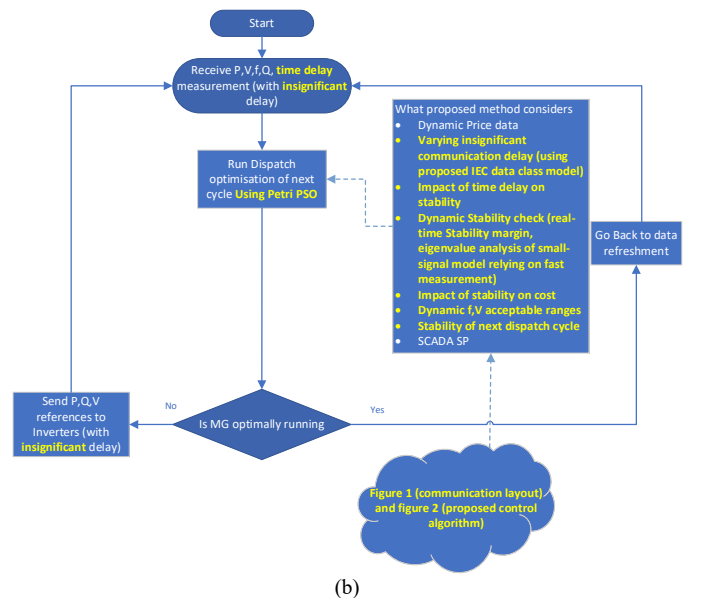 Start
Receive P,V,f,Q, time delay
measurement (with insignificant
delay)
What proposed method considers
Dynamic Price data
Varying insignificant
communication delay (using
proposed IEC data class model)
Impact of time delay on
stability
Dynamic Stability check (real-
time Stability margin,
eigenvalue analysis of small-
signal model relying on fast
measurement)
Impact of stability on cost
Dynamic f,V acceptable ranges
Stability of next dispatch cycle
SCADA SP
Run Dispatch
optimisation of next
cycle Using Petri PSO
Go Back to data
refreshment
Send P,Q,V
references to
Inverters (with
insignificant delay)
No
Is MG optimally running
Yes
Figure 1 (communication layout)
and figure 2 (proposed control
algorithm)
(b)